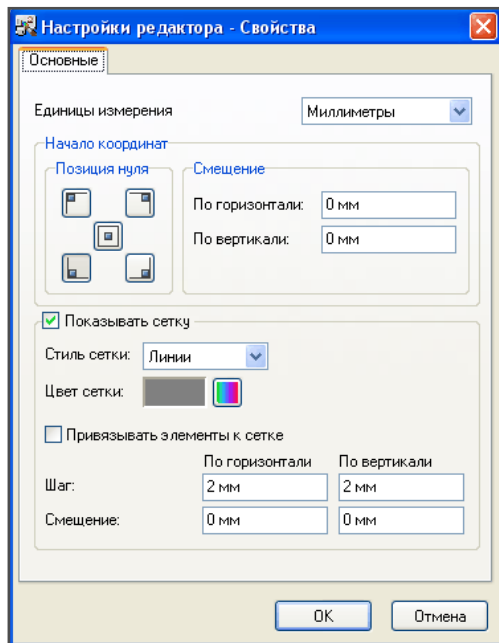 Настройки редактора - Свойства
Основные
Единицы измерения Миллиметры
Начало координат
Позиция нуля Смещение
По горизонтали: 0 мм
По вертикали: 0 мм
Показывать сетку
Стиль сетки: Линии
Цвет сетки:
Привязывать элементы к сетке
По горизонтали По вертикали
Шаг: 2 мм 2 мм
Смещение: 0 мм 0 мм
OK Отмена